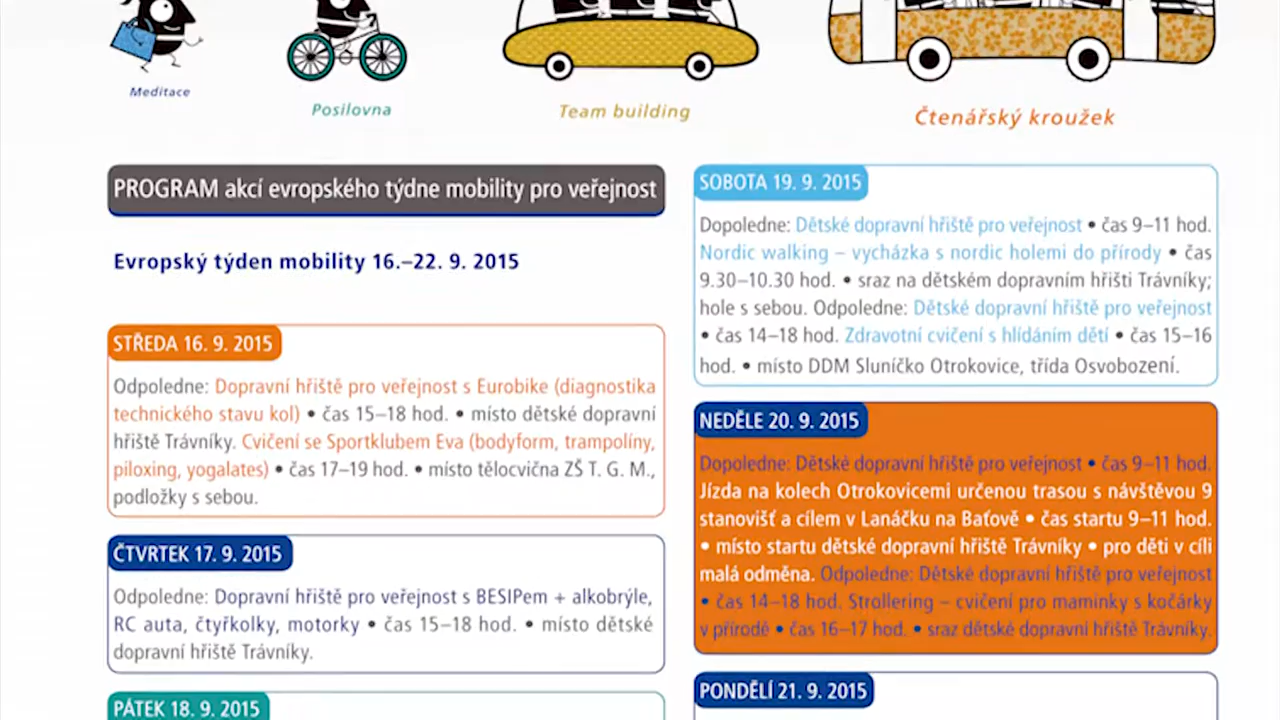 Meditace
Posilovna
Team building
Čtenářský kroužek
PROGRAM akcí evropského týdne mobility pro veřejnost
Evropský týden mobility 16.–22. 9. 2015
STŘEDA 16. 9. 2015
Odpoledne: Dopravní hřiště pro veřejnost s Eurobike (diagnostika
technického stavu kol) • čas 15–18 hod. • místo dětské dopravní
hřiště Trávníky. Cvičení se Sportklubem Eva (bodyform, trampolíny,
piloxing, yogalates) • čas 17–19 hod. • místo tělocvična ZŠ T. G. M.,
podložky s sebou.
ČTVRTEK 17. 9. 2015
Odpoledne: Dopravní hřiště pro veřejnost s BESIPem + alkobrýle,
RC auta, čtyřkolky, motorky • čas 15–18 hod. • místo dětské
dopravní hřiště Trávníky.
PÁTEK 18. 9. 2015
SOBOTA 19. 9. 2015
Dopoledne: Dětské dopravní hřiště pro veřejnost • čas 9–11 hod.
Nordic walking – vycházka s nordic holemi do přírody • čas
9.30–10.30 hod. • sraz na dětském dopravním hřišti Trávníky;
hole s sebou. Odpoledne: Dětské dopravní hřiště pro veřejnost
• čas 14–18 hod. Zdravotní cvičení s hlídáním dětí • čas 15–16
hod. • místo DDM Sluníčko Otrokovice, třída Osvobození.
NEDĚLE 20. 9. 2015
Dopoledne: Dětské dopravní hřiště pro veřejnost • čas 9–11 hod.
Jízda na kolech Otrokovicemi určenou trasou s návštěvou 9
stanovišť a cílem v Lanáčku na Baťově • čas startu 9–11 hod.
• místo startu dětské dopravní hřiště Trávníky • pro děti v cíli
malá odměna. Odpoledne: Dětské dopravní hřiště pro veřejnost
• čas 14–18 hod. Strollering – cvičení pro maminky s kočárky
v přírodě • čas 16–17 hod. • sraz dětské dopravní hřiště Trávníky.
PONDĚLÍ 21. 9. 2015